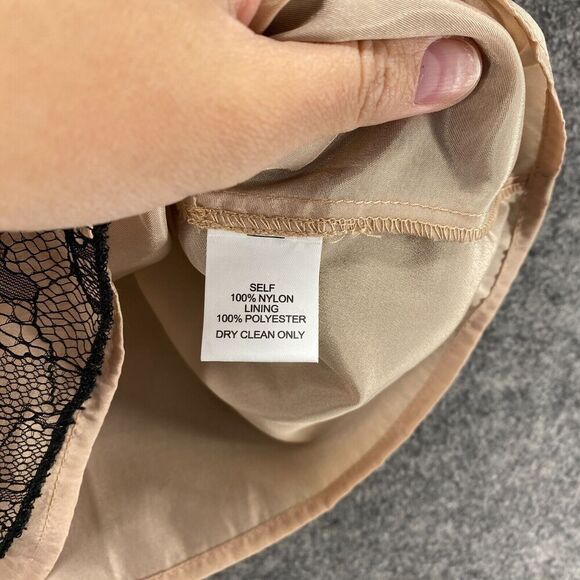 SELF
100% NYLON
LINING
100% POLYESTER
DRY CLEAN ONLY